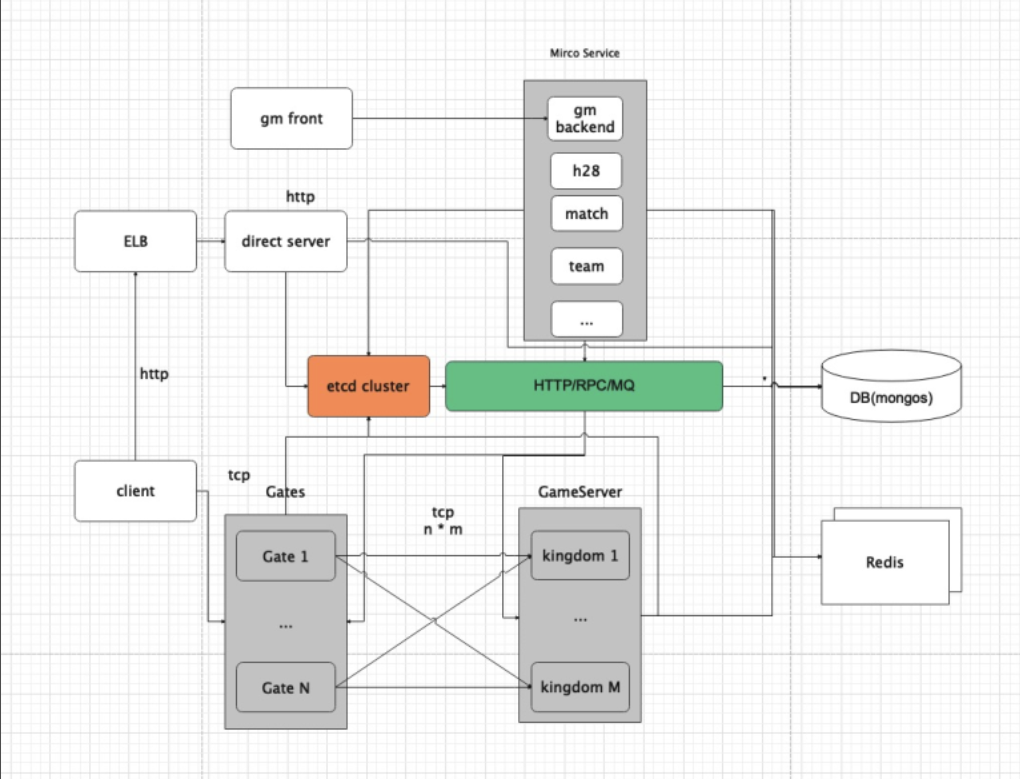 Mirco Service
gm front
gm
backend
h28
match
team
...
http
ELB
direct server
http
etcd cluster
HTTP/RPC/MQ
DB(mongos)
client
tcp
Gates
Gate 1
...
Gate N
tcp
n * m
GameServer
kingdom 1
...
kingdom M
Redis